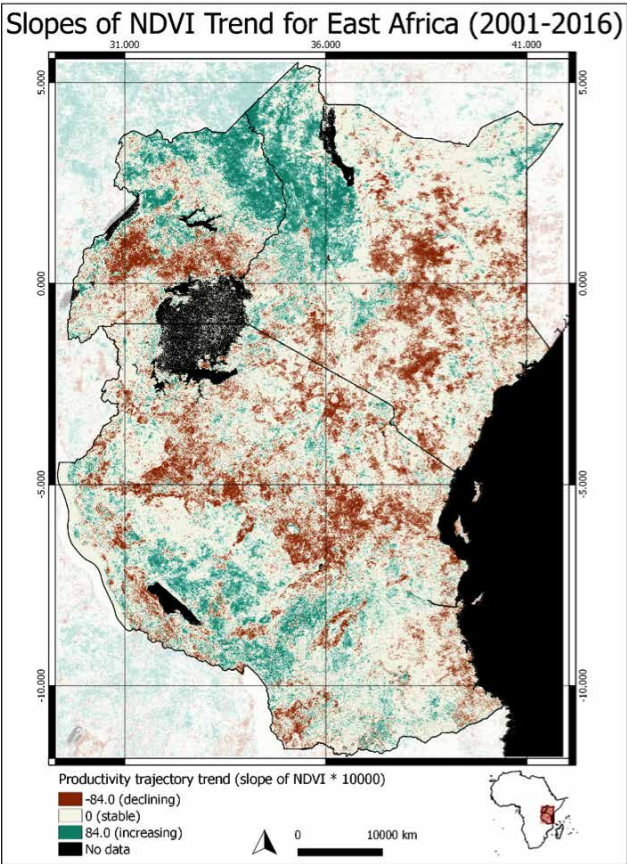 Slopes of NDVI Trend for East Africa (2001-2016)
31.000 36.000 41.000
5.000 5.000
0.000 0.000
-5.000 -5.000
-10.000 -10.000
Productivity trajectory trend (slope of NDVI * 10000)
-84.0 (declining)
0 (stable)
84.0 (increasing)
No data
0 10000 km